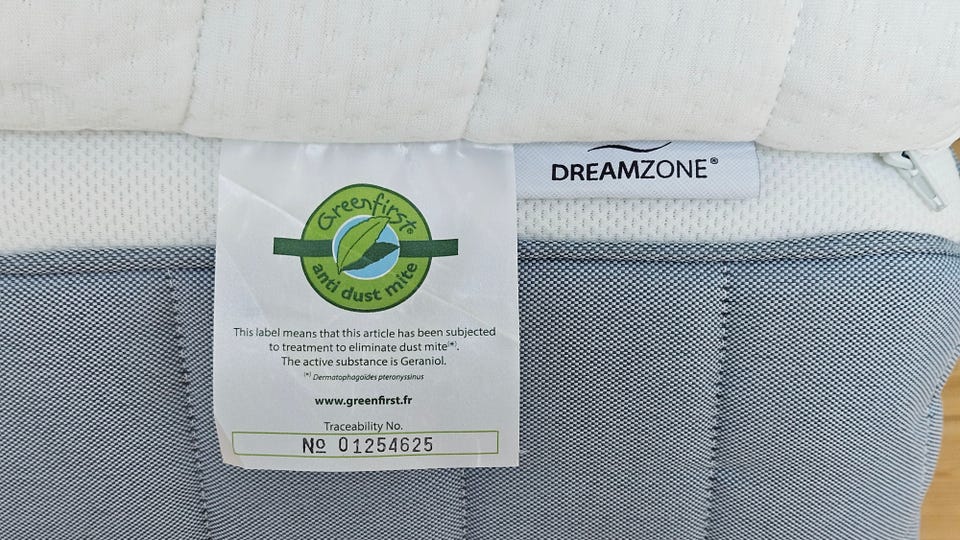 DREAMZONE®
Greenfirst®
anti dust mite
This label means that this article has been subjected
to treatment to eliminate dust mite(*).
The active substance is Geraniol.
(*) Dermatophagoïdes pteronyssinus
www.greenfirst.fr
Traceability No.
Nº 01254625